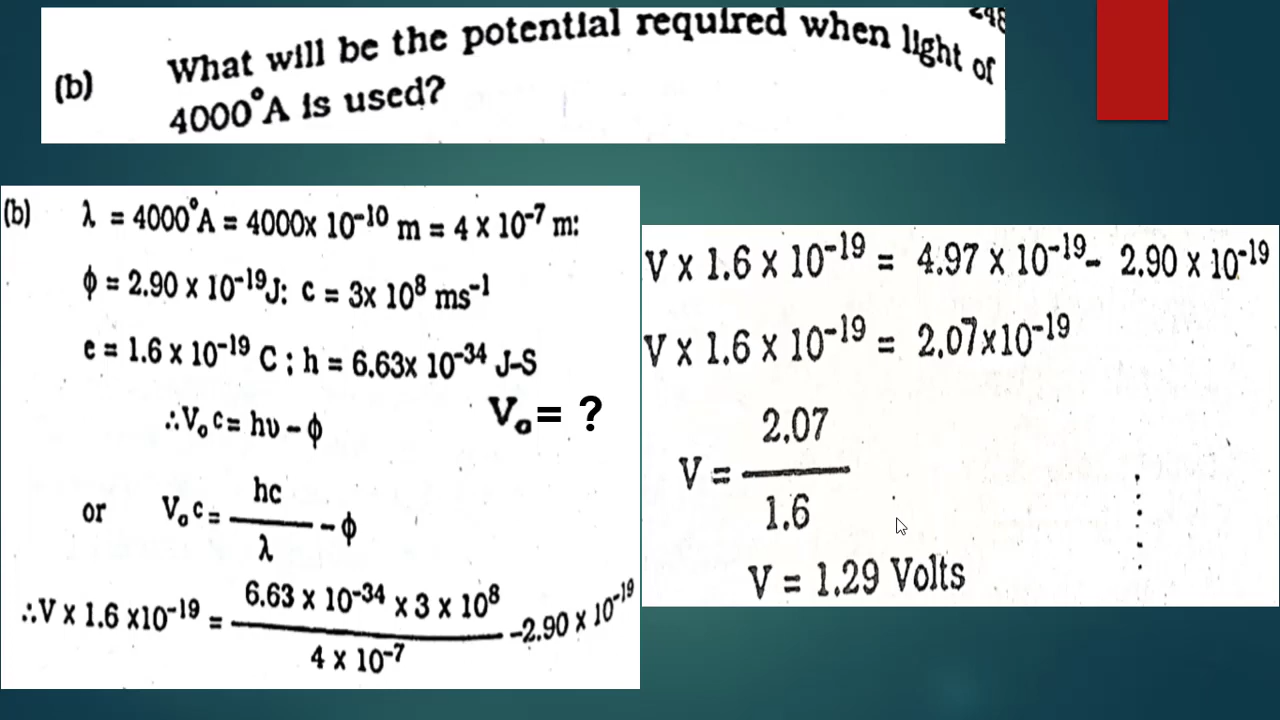 248
(b) What will be the potential required when light of
4000°A is used?
(b) λ = 4000°A = 4000x 10⁻¹⁰ m = 4 x 10⁻⁷ m:
ϕ = 2.90 x 10⁻¹⁹J: c = 3x 10⁸ ms⁻¹
e = 1.6 x 10⁻¹⁹ C ; h = 6.63x 10⁻³⁴ J-S
∴V₀ c= hυ – ϕ
V₀= ?
or V₀ c= hc/λ – ϕ
∴V x 1.6 x10⁻¹⁹ = 6.63 x 10⁻³⁴ x 3 x 10⁸ / 4 x 10⁻⁷ –2.90 x 10⁻¹⁹
V x 1.6 x 10⁻¹⁹ = 4.97 x 10⁻¹⁹– 2.90 x 10⁻¹⁹
V x 1.6 x 10⁻¹⁹ = 2.07x10⁻¹⁹
V = 2.07/1.6
V = 1.29 Volts